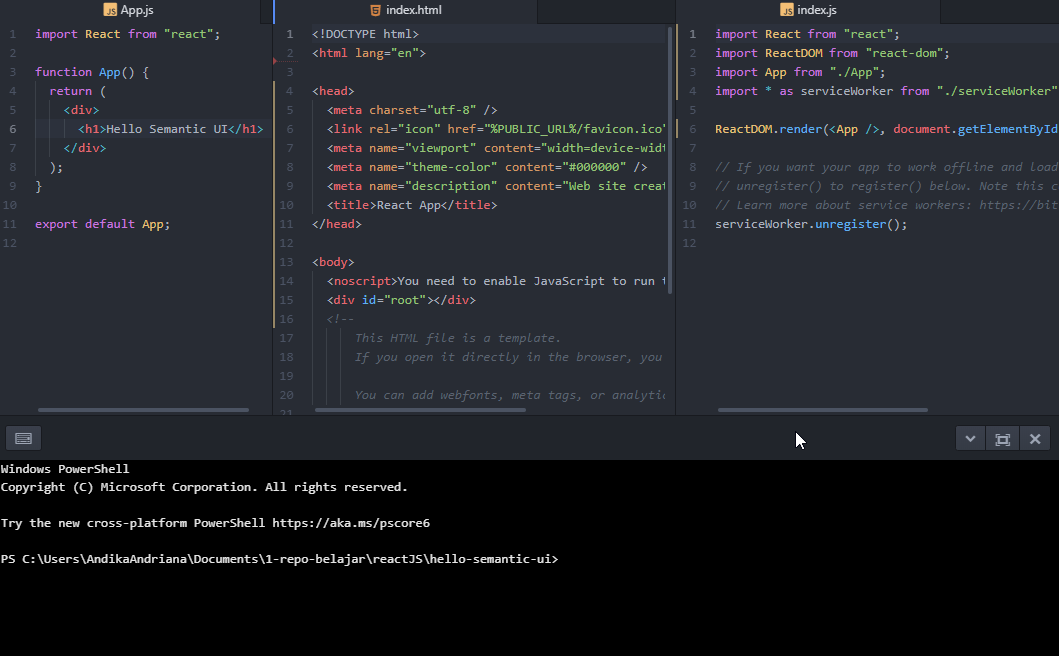 App.js
1 import React from "react";
2
3 function App() {
4 return (
5 <div>
6 <h1>Hello Semantic UI</h1>
7 </div>
8 );
9 }
10
11 export default App;
12
index.html
1 <!DOCTYPE html>
2 <html lang="en">
3
4 <head>
5 <meta charset="utf-8" />
6 <link rel="icon" href="%PUBLIC_URL%/favicon.ico"
7 <meta name="viewport" content="width=device-widt
8 <meta name="theme-color" content="#000000" />
9 <meta name="description" content="Web site creat
10 <title>React App</title>
11 </head>
12
13 <body>
14 <noscript>You need to enable JavaScript to run t
15 <div id="root"></div>
16 <!--
17 This HTML file is a template.
18 If you open it directly in the browser, you
19
20 You can add webfonts, meta tags, or analytic
21
index.js
1 import React from "react";
2 import ReactDOM from "react-dom";
3 import App from "./App";
4 import * as serviceWorker from "./serviceWorker"
5
6 ReactDOM.render(<App />, document.getElementById
7
8 // If you want your app to work offline and load
9 // unregister() to register() below. Note this c
10 // Learn more about service workers: https://bit
11 serviceWorker.unregister();
12
Windows PowerShell
Copyright (C) Microsoft Corporation. All rights reserved.
Try the new cross-platform PowerShell https://aka.ms/pscore6
PS C:\Users\AndikaAndriana\Documents\1-repo-belajar\reactJS\hello-semantic-ui>